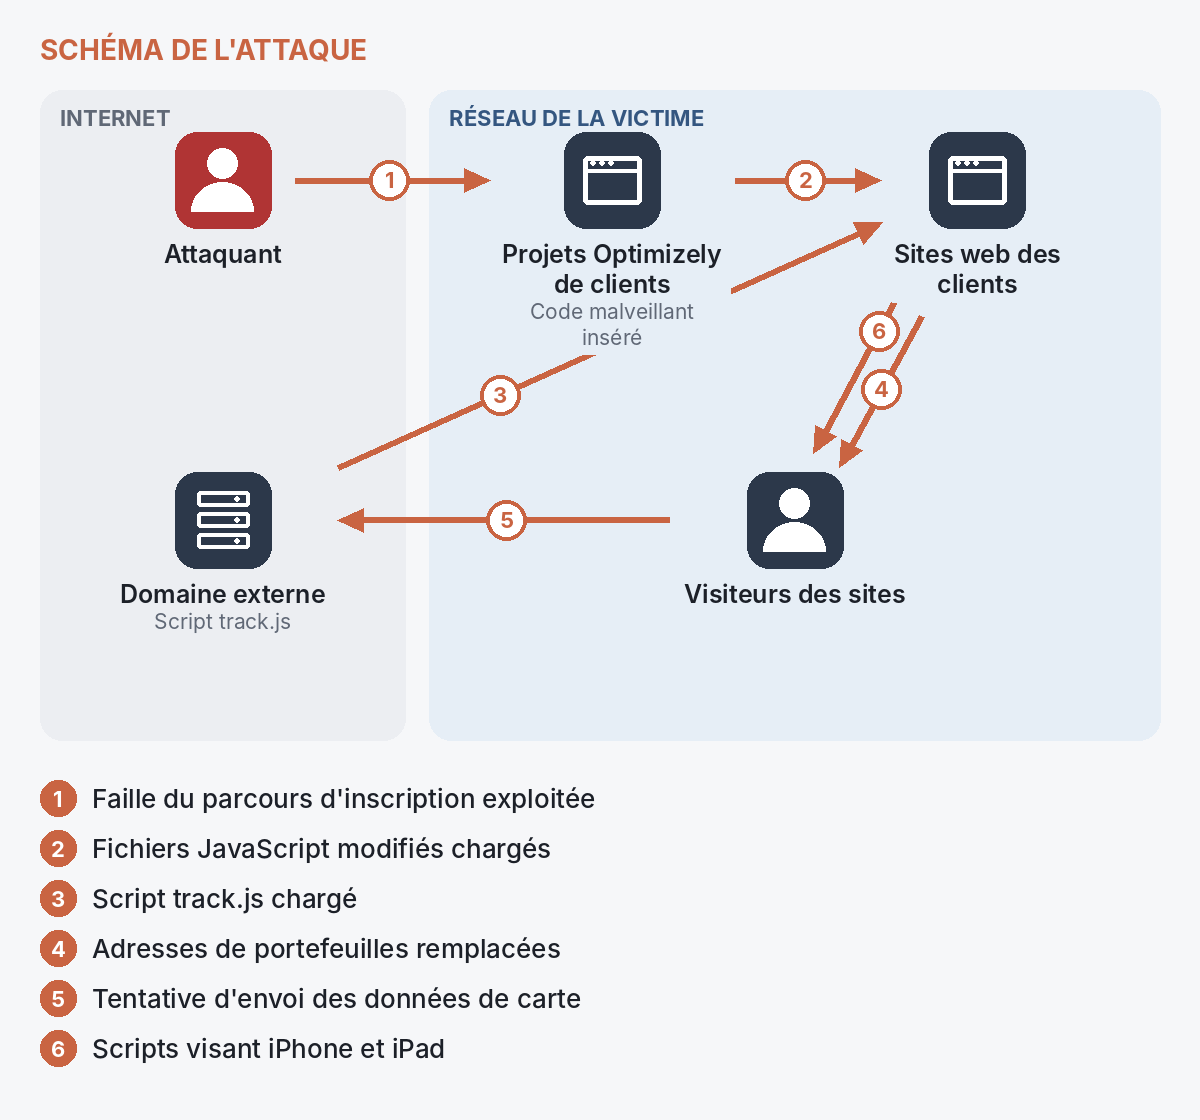 SCHÉMA DE L'ATTAQUE
INTERNET
RÉSEAU DE LA VICTIME
1
2
Attaquant
Projets Optimizely
de clients
Code malveillant
inséré
Sites web des
clients
6
4
3
5
Domaine externe
Script track.js
Visiteurs des sites
1 Faille du parcours d'inscription exploitée
2 Fichiers JavaScript modifiés chargés
3 Script track.js chargé
4 Adresses de portefeuilles remplacées
5 Tentative d'envoi des données de carte
6 Scripts visant iPhone et iPad